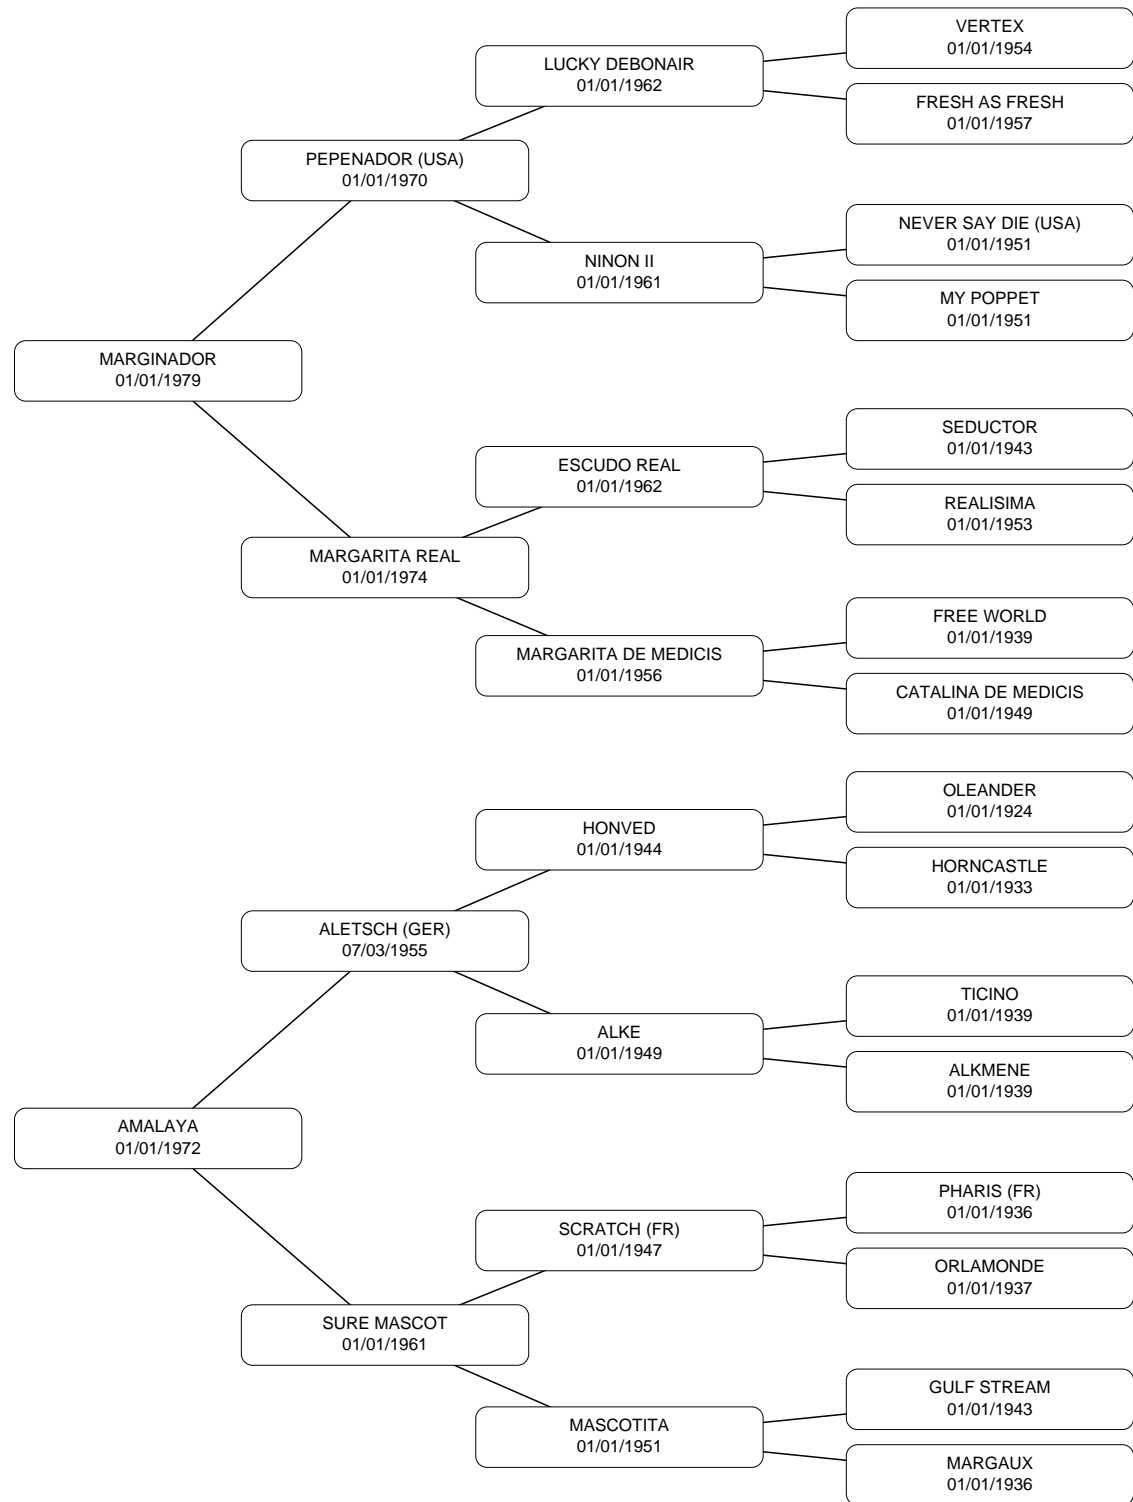 VERTEX
01/01/1954
LUCKY DEBONAIR
01/01/1962
FRESH AS FRESH
01/01/1957
PEPENADOR (USA)
01/01/1970
NEVER SAY DIE (USA)
01/01/1951
NINON II
01/01/1961
MY POPPET
01/01/1951
MARGINADOR
01/01/1979
SEDUCTOR
01/01/1943
ESCUDO REAL
01/01/1962
REALISIMA
01/01/1953
MARGARITA REAL
01/01/1974
FREE WORLD
01/01/1939
MARGARITA DE MEDICIS
01/01/1956
CATALINA DE MEDICIS
01/01/1949
OLEANDER
01/01/1924
HONVED
01/01/1944
HORNCASTLE
01/01/1933
ALETSCH (GER)
07/03/1955
TICINO
01/01/1939
ALKE
01/01/1949
ALKMENE
01/01/1939
AMALAYA
01/01/1972
PHARIS (FR)
01/01/1936
SCRATCH (FR)
01/01/1947
ORLAMONDE
01/01/1937
SURE MASCOT
01/01/1961
GULF STREAM
01/01/1943
MASCOTITA
01/01/1951
MARGAUX
01/01/1936